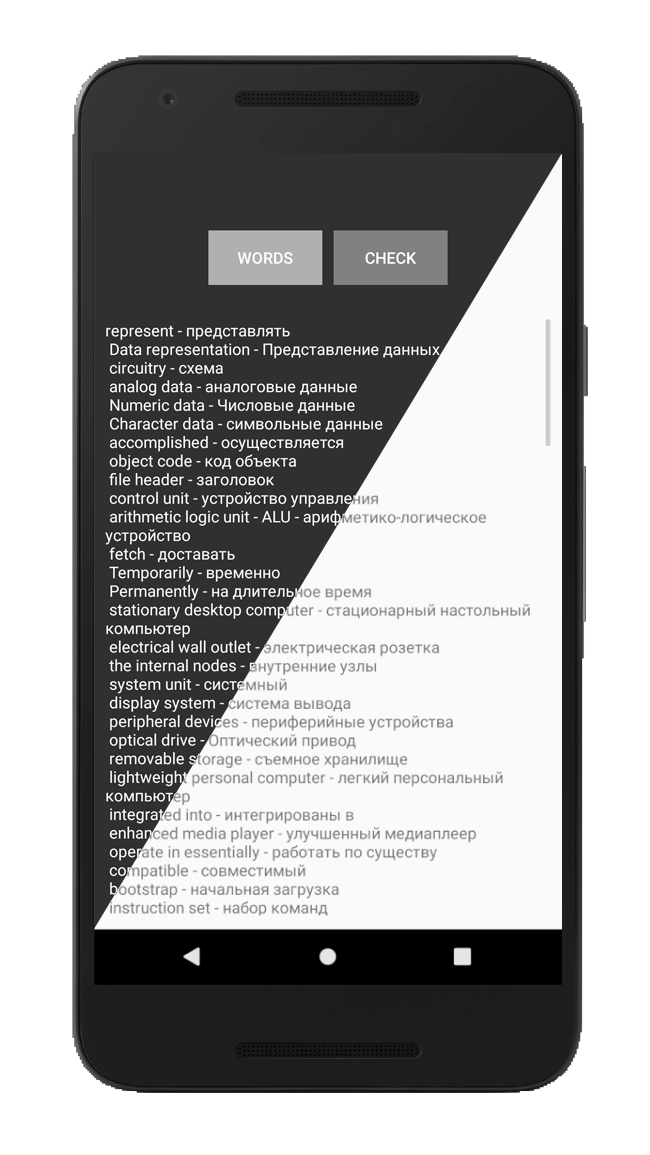 WORDS CHECK
represent - представлять
Data representation - Представление данных
circuitry - схема
analog data - аналоговые данные
Numeric data - Числовые данные
Character data - символьные данные
accomplished - осуществляется
object code - код объекта
file header - заголовок
control unit - устройство управления
arithmetic logic unit - ALU - арифметико-логическое
устройство
fetch - доставать
Temporarily - временно
Permanently - на длительное время
stationary desktop computer - стационарный настольный
компьютер
electrical wall outlet - электрическая розетка
the internal nodes - внутренние узлы
system unit - системный
display system - система вывода
peripheral devices - периферийные устройства
optical drive - Оптический привод
removable storage - съемное хранилище
lightweight personal computer - легкий персональный
компьютер
integrated into - интегрированы в
enhanced media player - улучшенный медиаплеер
operate in essentially - работать по существу
compatible - совместимый
bootstrap - начальная загрузка
instruction set - набор команд